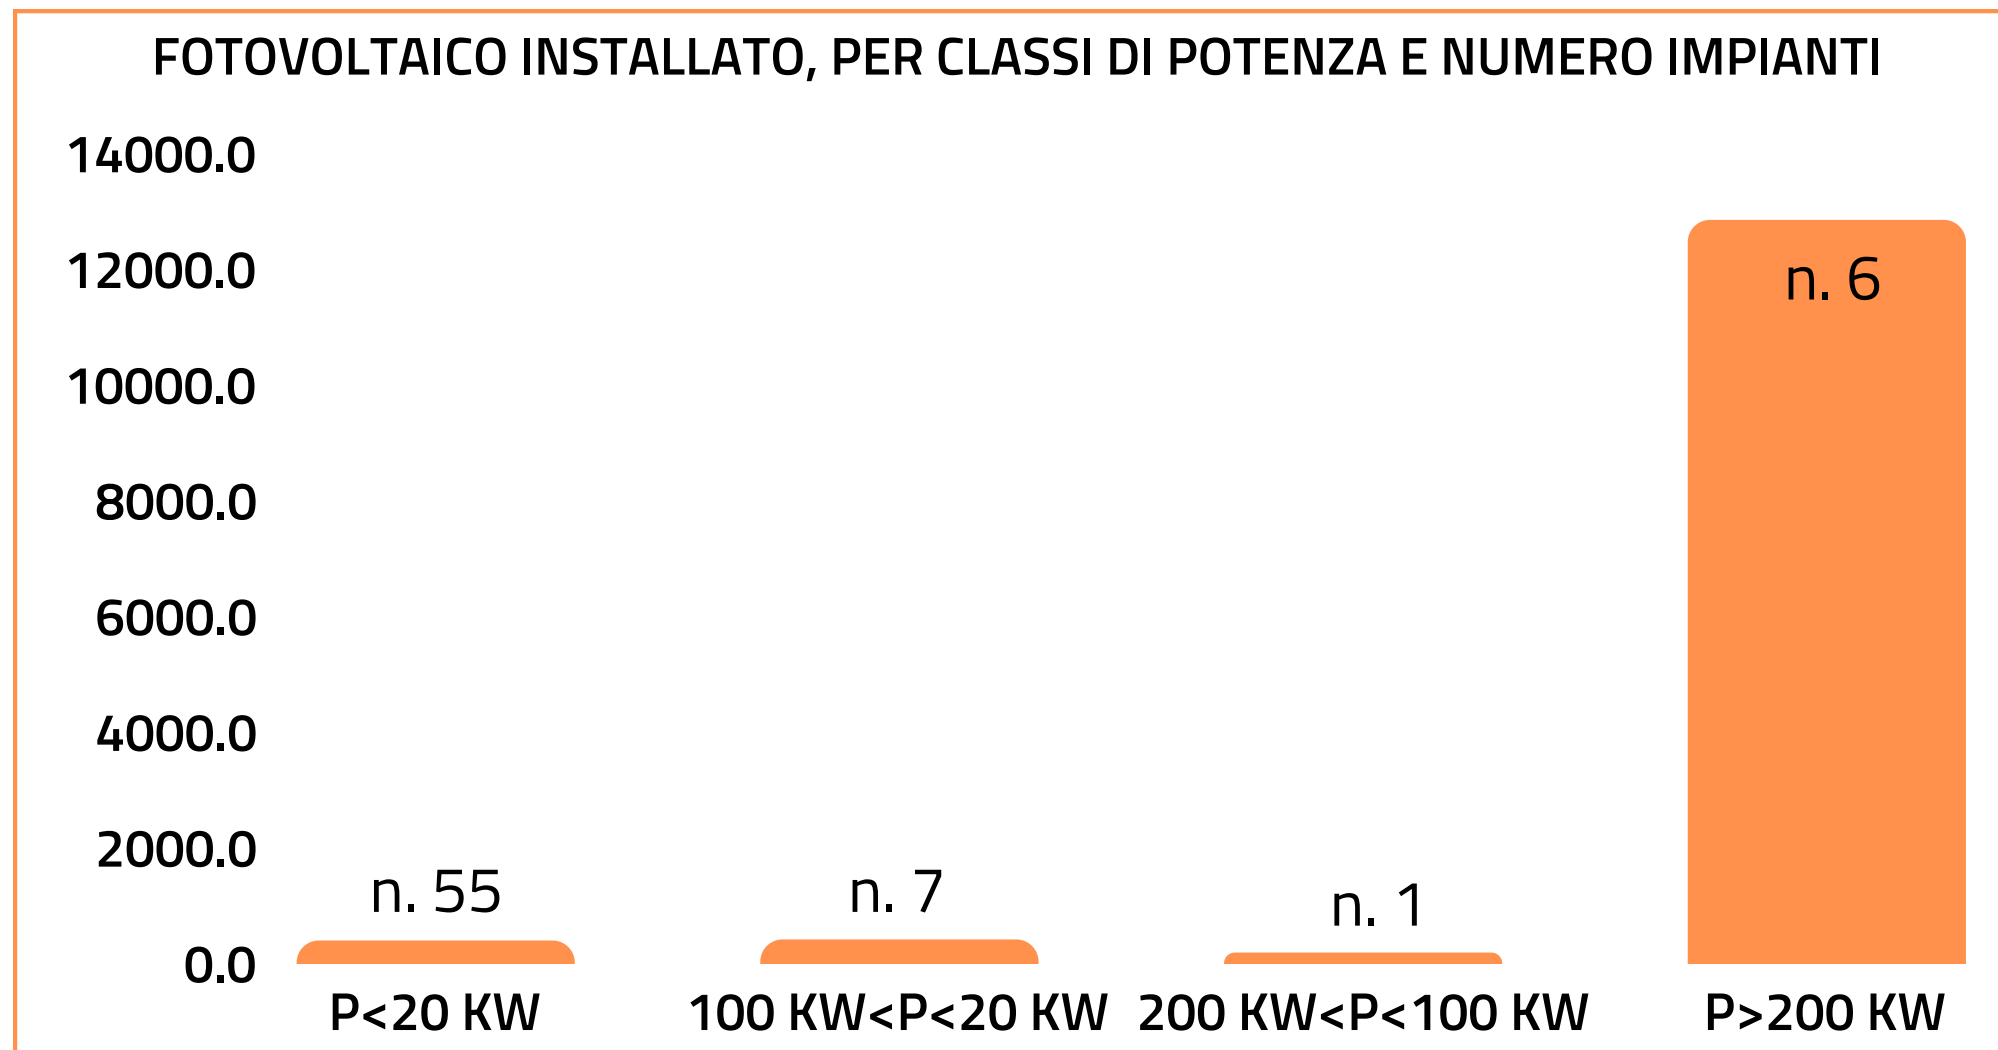 FOTOVOLTAICO INSTALLATO, PER CLASSI DI POTENZA E NUMERO IMPIANTI
14000.0
12000.0
n. 6
10000.0
8000.0
6000.0
4000.0
2000.0
n. 55
n. 7
n. 1
0.0
P<20 KW
100 KW<P<20 KW
200 KW<P<100 KW
P>200 KW